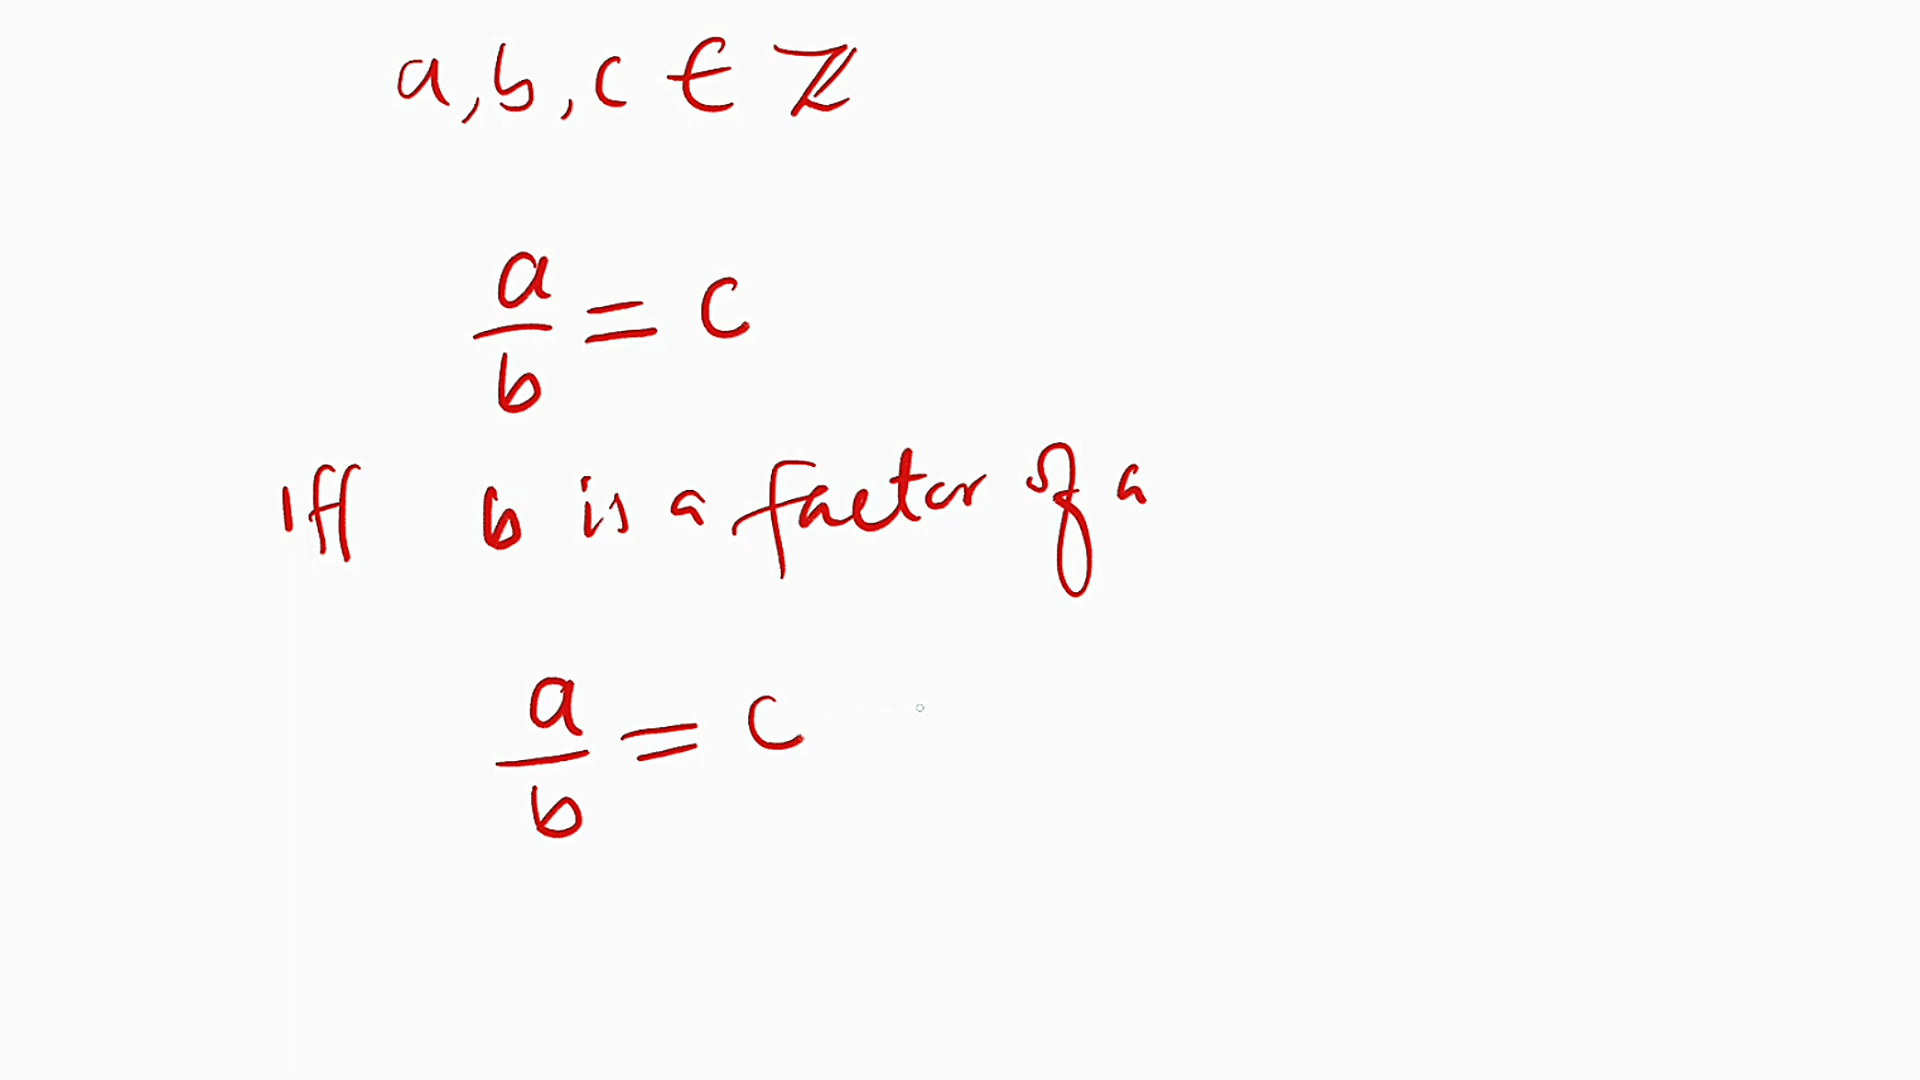 a, b, c ∈ ℤ
a/b = c
Iff b is a factor of a
a/b = c